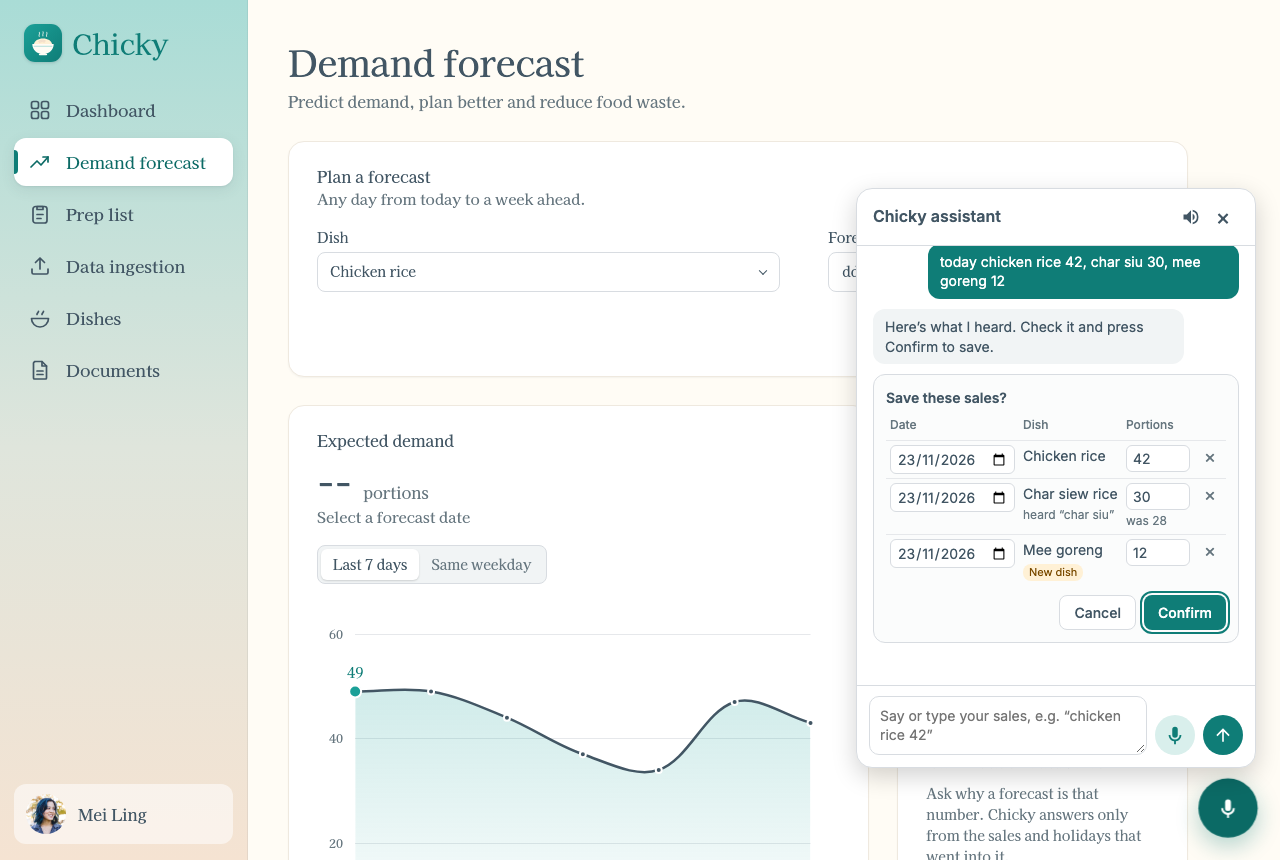 Chicky
Dashboard
Demand forecast
Prep list
Data ingestion
Dishes
Documents
Mei Ling
Demand forecast
Predict demand, plan better and reduce food waste.
Plan a forecast
Any day from today to a week ahead.
Dish
Chicken rice
Expected demand
-- portions
Select a forecast date
Last 7 days
Same weekday
60
49
40
20
Chicky assistant
today chicken rice 42, char siu 30, mee
goreng 12
Here’s what I heard. Check it and press
Confirm to save.
Save these sales?
Date Dish Portions
23/11/2026 Chicken rice 42
23/11/2026 Char siew rice 30
heard “char siu” was 28
23/11/2026 Mee goreng 12
New dish
Cancel Confirm
Say or type your sales, e.g. “chicken
rice 42”
Ask why a forecast is that
number. Chicky answers only
from the sales and holidays that
went into it